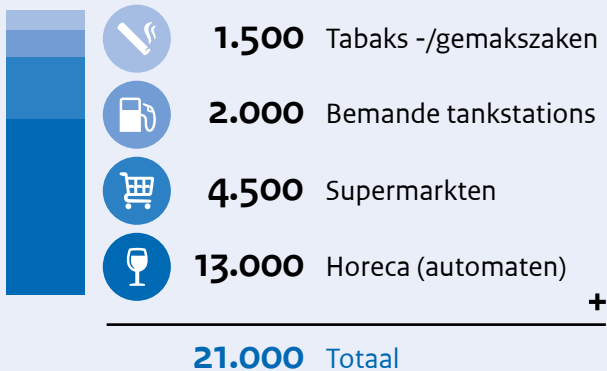 1.500 Tabaks -/gemakszaken
2.000 Bemande tankstations
4.500 Supermarkten
13.000 Horeca (automaten)
+
21.000 Totaal